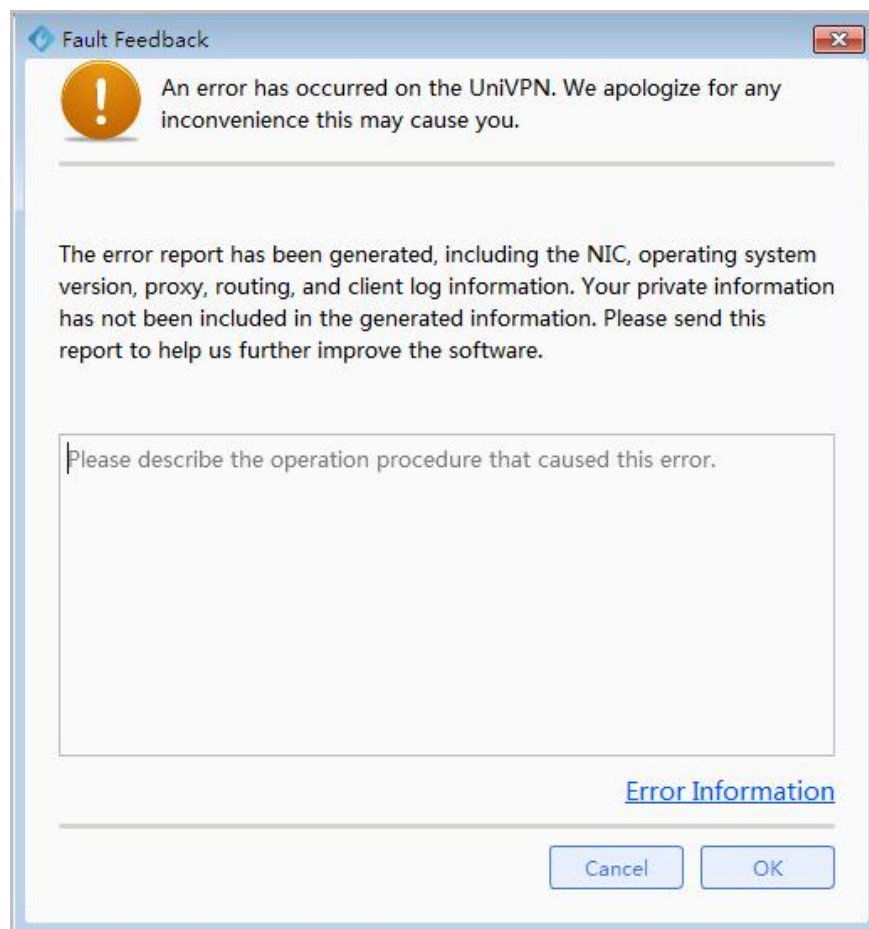 Fault Feedback
An error has occurred on the UniVPN. We apologize for any
inconvenience this may cause you.
The error report has been generated, including the NIC, operating system
version, proxy, routing, and client log information. Your private information
has not been included in the generated information. Please send this
report to help us further improve the software.
Please describe the operation procedure that caused this error.
Error Information
Cancel
OK